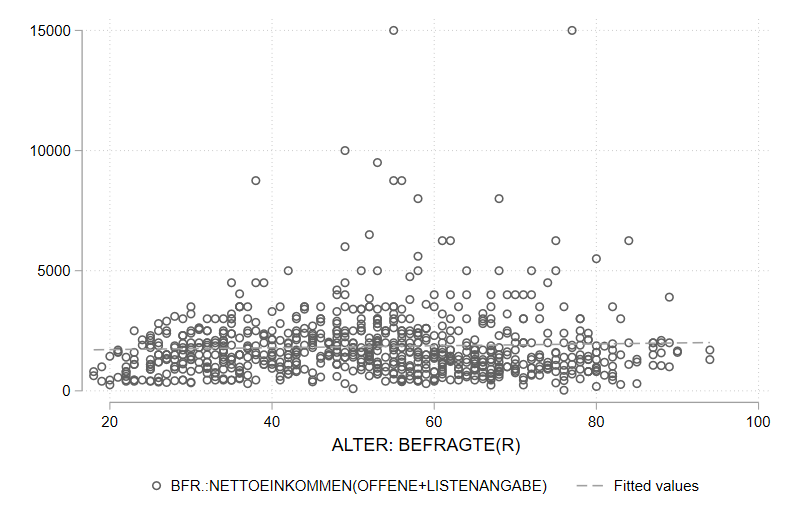 15000
10000
5000
0
20 40 60 80 100
ALTER: BEFRAGTE(R)
BFR.:NETTOEINKOMMEN(OFFENE+LISTENANGABE) Fitted values